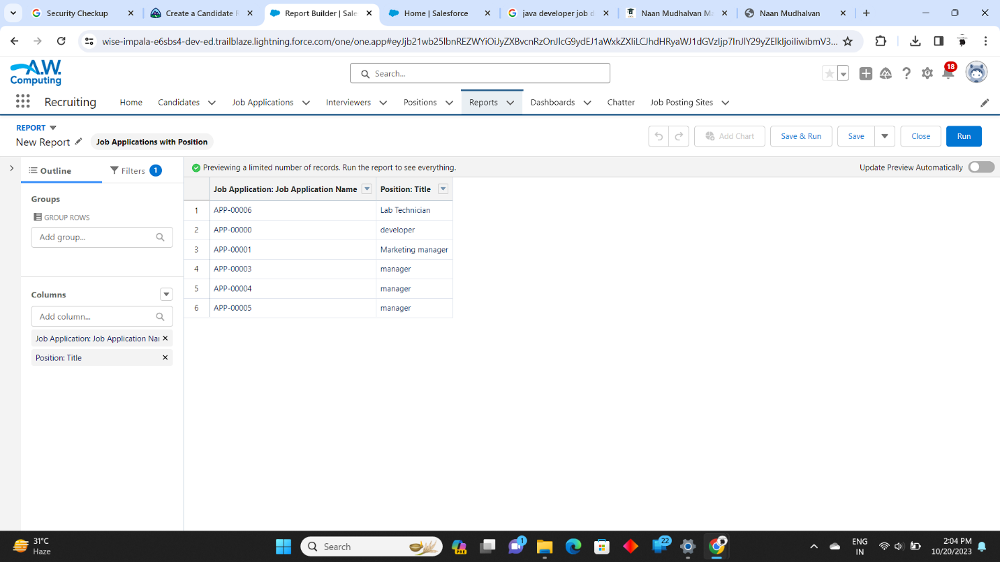 Security Checkup
Create a Candidate R
Report Builder | Sale
Home | Salesforce
java developer job d
Naan Mudhalvan Ma
Naan Mudhalvan
wise-impala-e6sbs4-dev-ed.trailblaze.lightning.force.com/one/one.app#
A.W.
Computing
Search...
18
Recruiting
Home
Candidates
Job Applications
Interviewers
Positions
Reports
Dashboards
Chatter
Job Posting Sites
REPORT
New Report
Job Applications with Position
Add Chart
Save & Run
Save
Close
Run
Outline
Filters 1
Previewing a limited number of records. Run the report to see everything.
Update Preview Automatically
Groups
GROUP ROWS
Add group...
Columns
Add column...
Job Application: Job Application Nar
Position: Title
Job Application: Job Application Name Position: Title
1 APP-00006 Lab Technician
2 APP-00000 developer
3 APP-00001 Marketing manager
4 APP-00003 manager
5 APP-00004 manager
6 APP-00005 manager
31°C
Haze
Search
PRE
1
22
ENG
IN
2:04 PM
10/20/2023